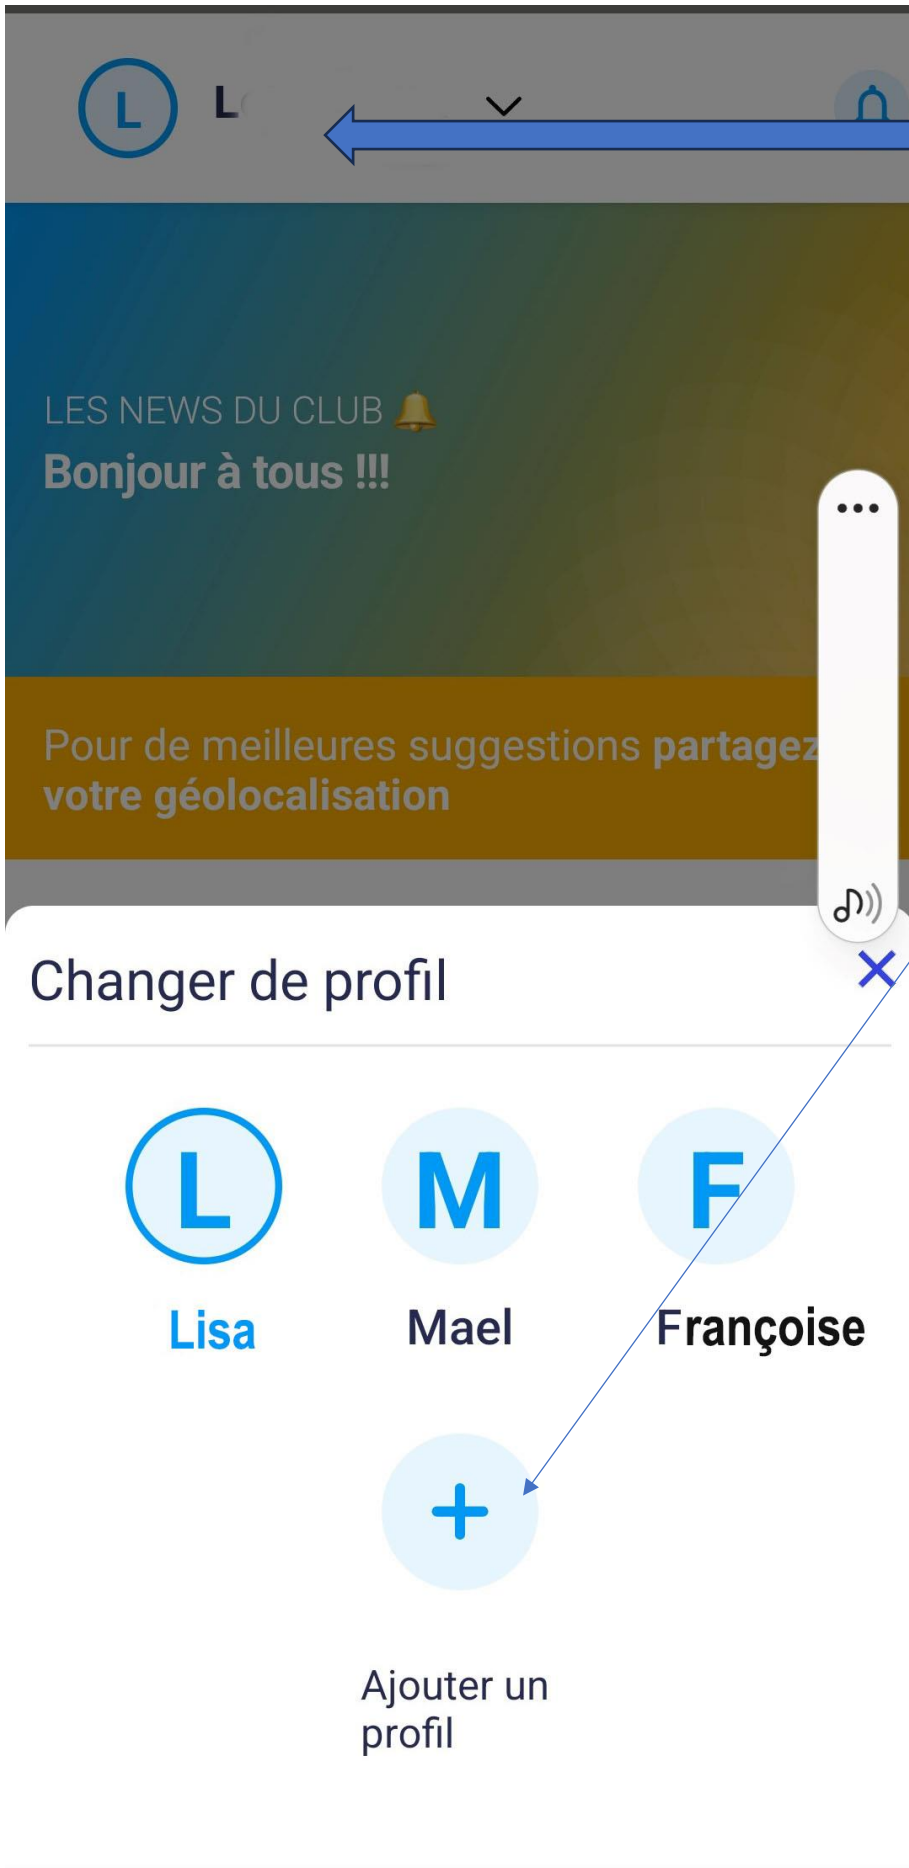 L
LES NEWS DU CLUB 🔔
Bonjour à tous !!!
Pour de meilleures suggestions partagez
votre géolocalisation
Changer de profil
L M F
Lisa Mael Françoise
Ajouter un
profil